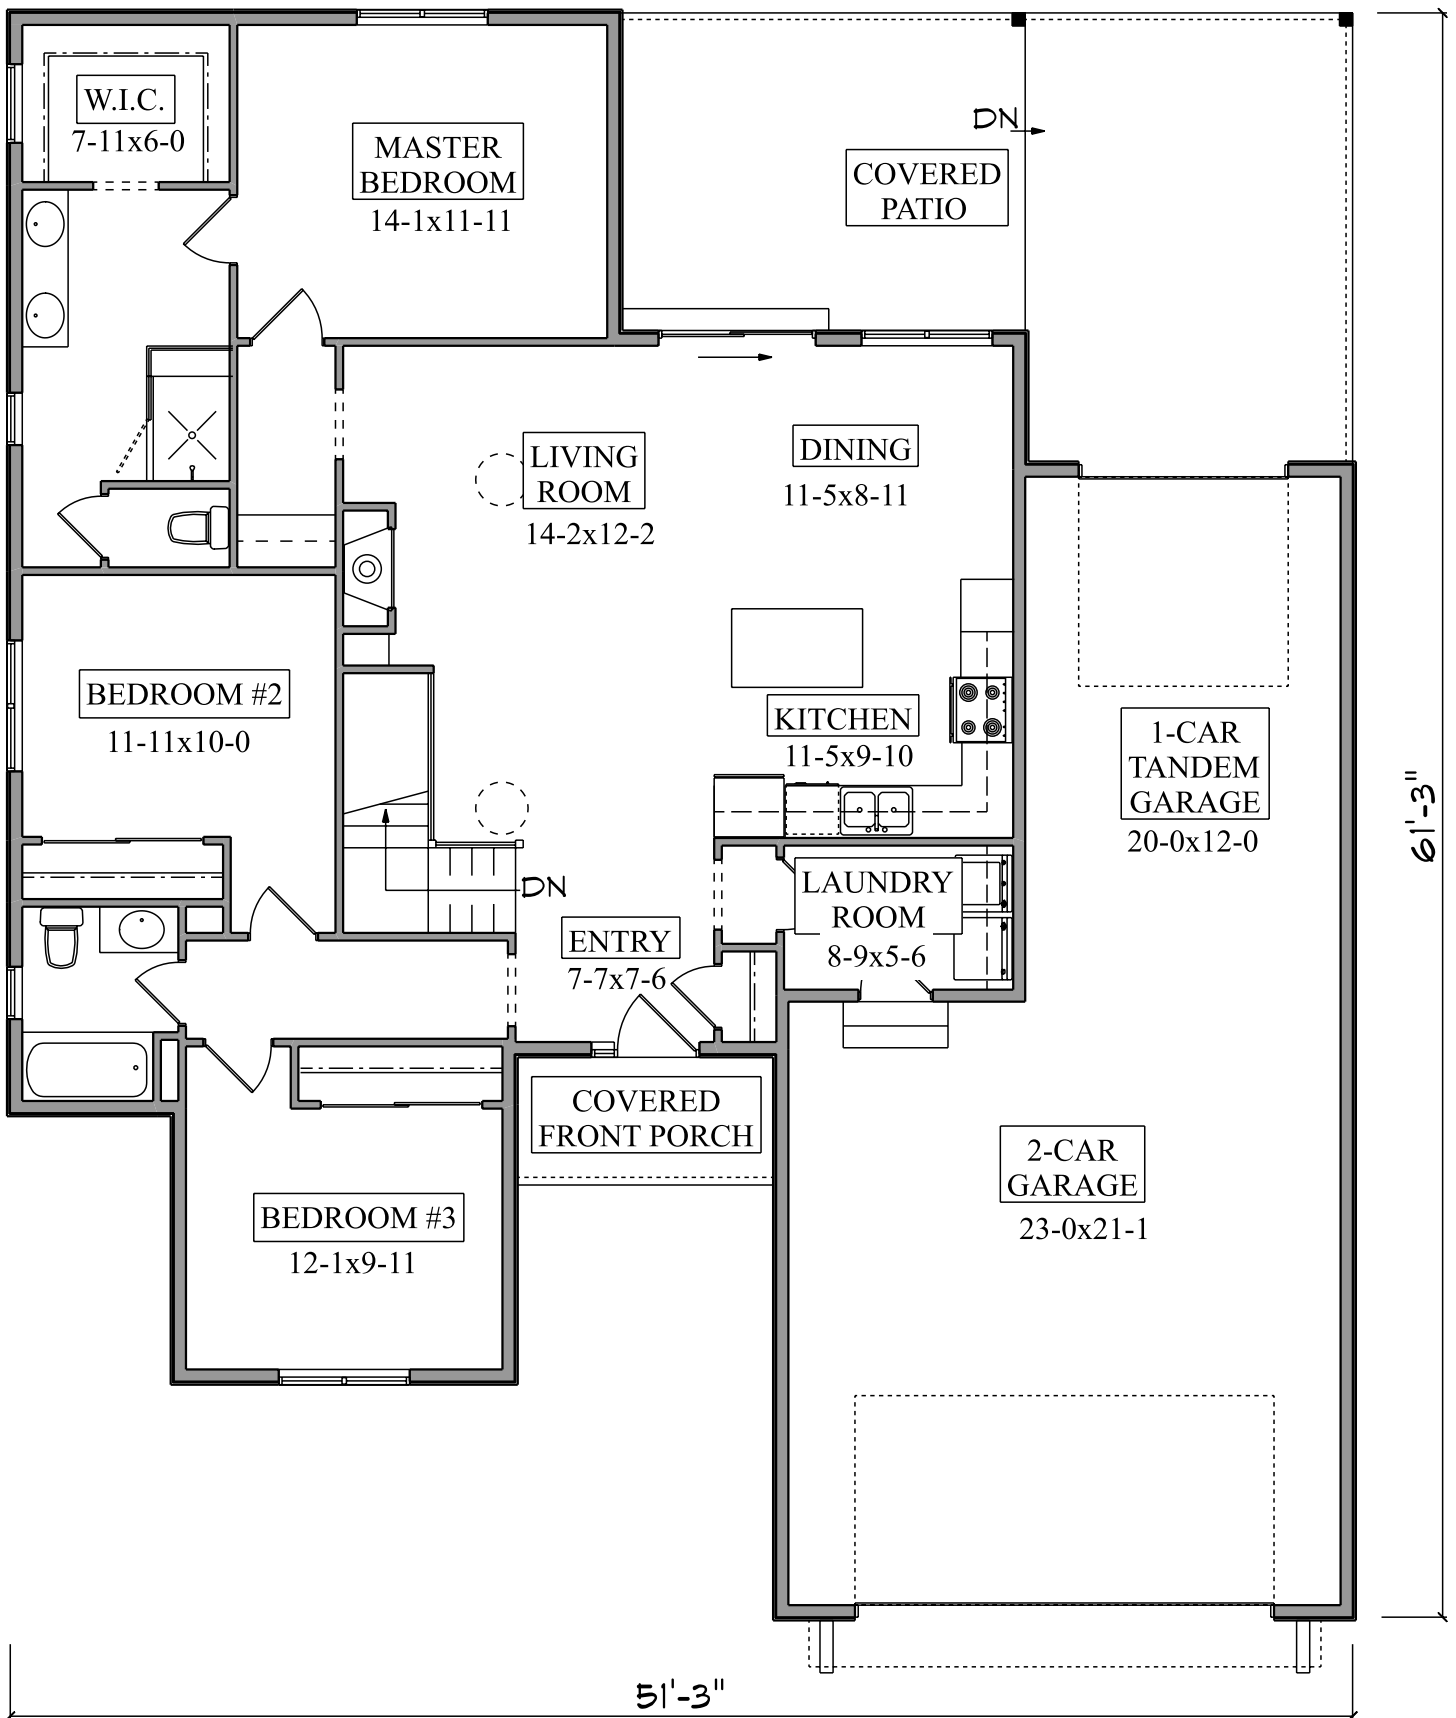 W.I.C.
7-11x6-0
MASTER
BEDROOM
14-1x11-11
DN
COVERED
PATIO
LIVING
ROOM
14-2x12-2
DINING
11-5x8-11
BEDROOM #2
11-11x10-0
KITCHEN
11-5x9-10
1-CAR
TANDEM
GARAGE
20-0x12-0
61'-3"
DN
LAUNDRY
ROOM
8-9x5-6
ENTRY
7-7x7-6
COVERED
FRONT PORCH
2-CAR
GARAGE
23-0x21-1
BEDROOM #3
12-1x9-11
51'-3"